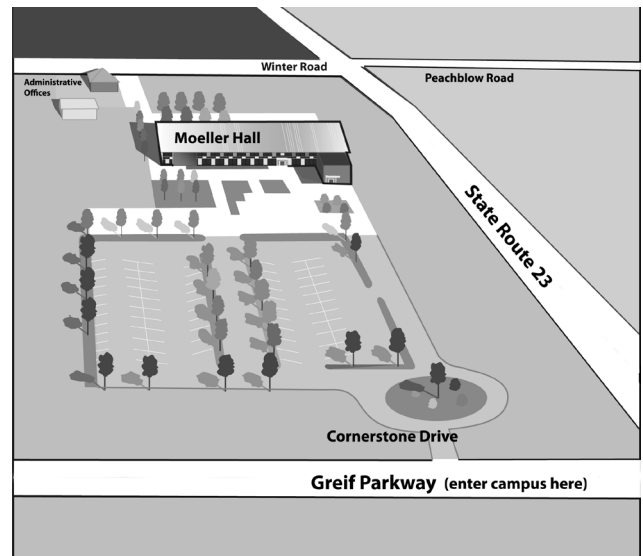 Winter Road
Peachblow Road
Administrative
Offices
Moeller Hall
State Route 23
Cornerstone Drive
Greif Parkway (enter campus here)